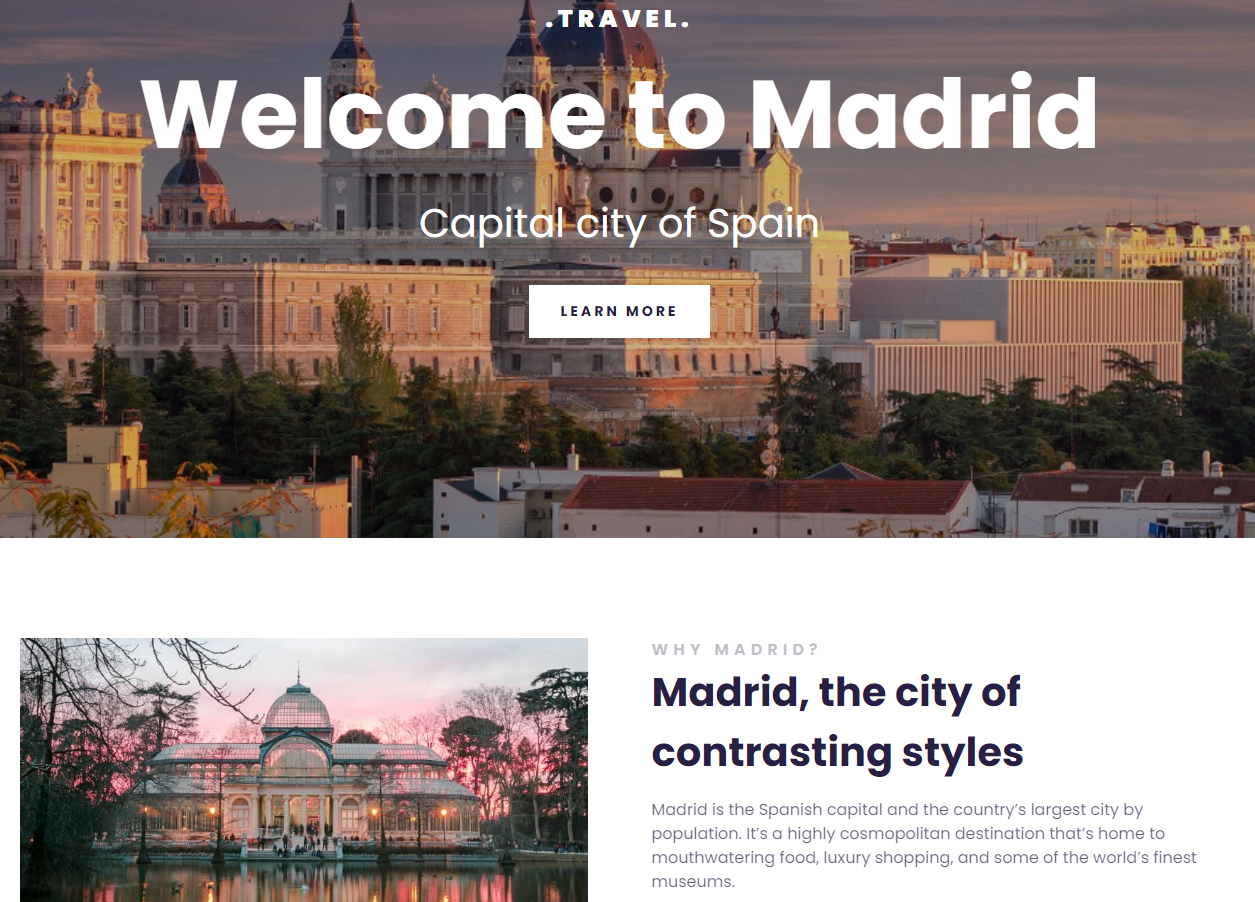 .TRAVEL.
Welcome to Madrid
Capital city of Spain
LEARN MORE
WHY MADRID?
Madrid, the city of
contrasting styles
Madrid is the Spanish capital and the country’s largest city by
population. It’s a highly cosmopolitan destination that’s home to
mouthwatering food, luxury shopping, and some of the world’s finest
museums.